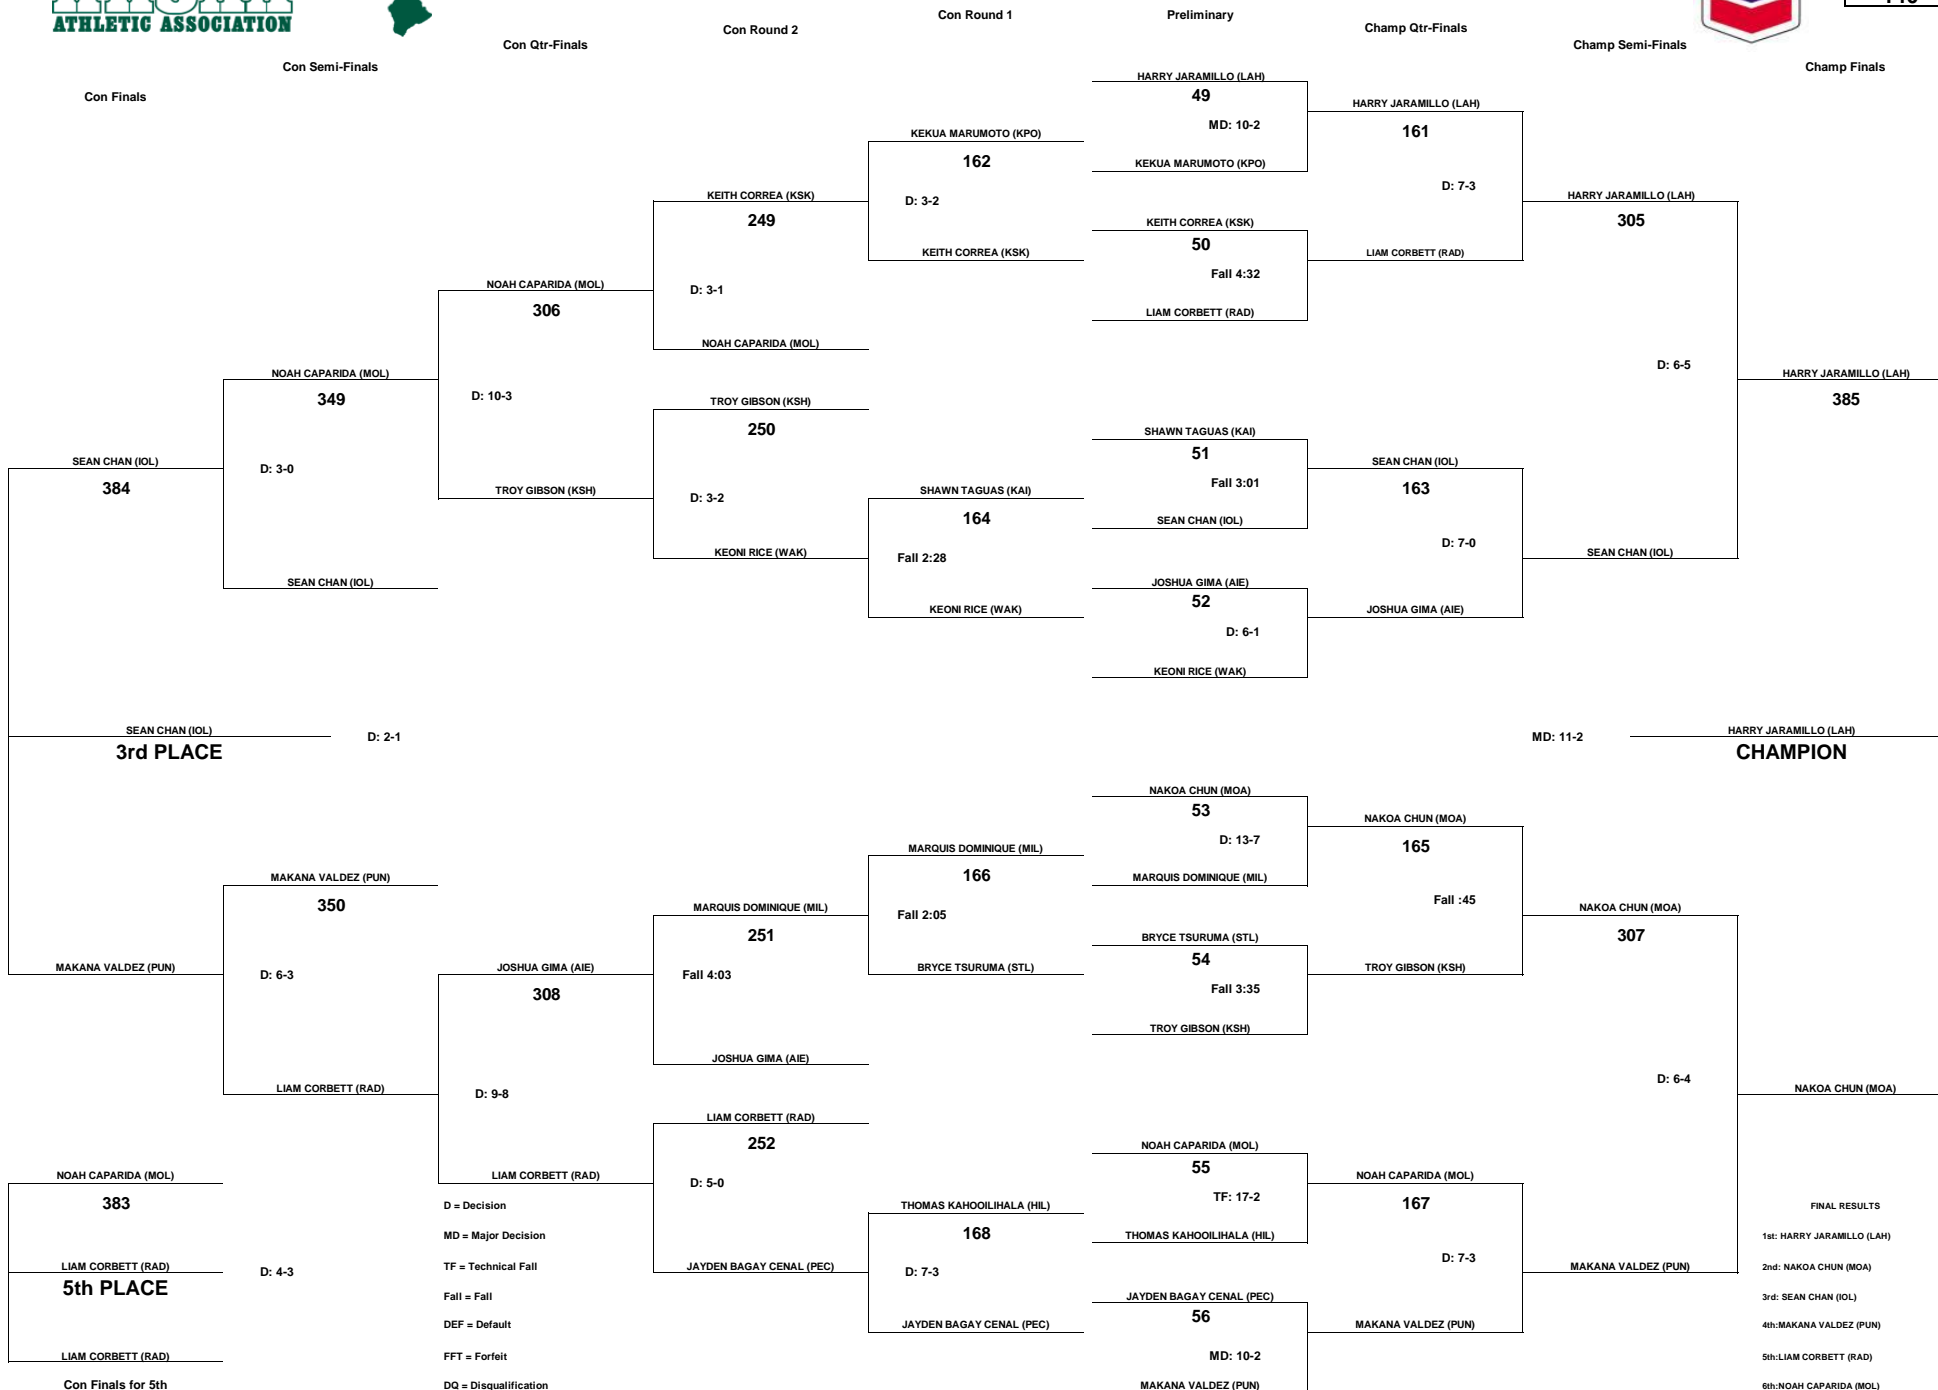 ATHLETIC ASSOCIATION
Con Finals
Con Semi-Finals
Con Qtr-Finals
Con Round 2
Con Round 1
Preliminary
Champ Qtr-Finals
Champ Semi-Finals
Champ Finals
HARRY JARAMILLO (LAH)
49
MD: 10-2
KEKUA MARUMOTO (KPO)
KEITH CORREA (KSK)
50
Fall 4:32
LIAM CORBETT (RAD)
SHAWN TAGUAS (KAI)
51
Fall 3:01
SEAN CHAN (IOL)
JOSHUA GIMA (AIE)
52
D: 6-1
KEONI RICE (WAK)
NAKOA CHUN (MOA)
53
D: 13-7
MARQUIS DOMINIQUE (MIL)
BRYCE TSURUMA (STL)
54
Fall 3:35
TROY GIBSON (KSH)
NOAH CAPARIDA (MOL)
55
TF: 17-2
THOMAS KAHOOILIHALA (HIL)
JAYDEN BAGAY CENAL (PEC)
56
MD: 10-2
MAKANA VALDEZ (PUN)
HARRY JARAMILLO (LAH)
161
D: 7-3
LIAM CORBETT (RAD)
SEAN CHAN (IOL)
163
D: 7-0
JOSHUA GIMA (AIE)
NAKOA CHUN (MOA)
165
Fall :45
TROY GIBSON (KSH)
NOAH CAPARIDA (MOL)
167
D: 7-3
MAKANA VALDEZ (PUN)
HARRY JARAMILLO (LAH)
305
D: 6-5
SEAN CHAN (IOL)
NAKOA CHUN (MOA)
307
D: 6-4
MAKANA VALDEZ (PUN)
HARRY JARAMILLO (LAH)
385
MD: 11-2
HARRY JARAMILLO (LAH)
CHAMPION
NAKOA CHUN (MOA)
KEKUA MARUMOTO (KPO)
162
D: 3-2
KEITH CORREA (KSK)
SHAWN TAGUAS (KAI)
164
Fall 2:28
KEONI RICE (WAK)
MARQUIS DOMINIQUE (MIL)
166
Fall 2:05
BRYCE TSURUMA (STL)
THOMAS KAHOOILIHALA (HIL)
168
D: 7-3
JAYDEN BAGAY CENAL (PEC)
KEITH CORREA (KSK)
249
D: 3-1
NOAH CAPARIDA (MOL)
TROY GIBSON (KSH)
250
D: 3-2
KEONI RICE (WAK)
MARQUIS DOMINIQUE (MIL)
251
Fall 4:03
JOSHUA GIMA (AIE)
LIAM CORBETT (RAD)
252
D: 5-0
JAYDEN BAGAY CENAL (PEC)
NOAH CAPARIDA (MOL)
306
D: 10-3
TROY GIBSON (KSH)
JOSHUA GIMA (AIE)
308
D: 9-8
LIAM CORBETT (RAD)
NOAH CAPARIDA (MOL)
349
D: 3-0
SEAN CHAN (IOL)
MAKANA VALDEZ (PUN)
350
D: 6-3
LIAM CORBETT (RAD)
SEAN CHAN (IOL)
384
SEAN CHAN (IOL)
3rd PLACE
D: 2-1
MAKANA VALDEZ (PUN)
NOAH CAPARIDA (MOL)
383
LIAM CORBETT (RAD)
5th PLACE
D: 4-3
LIAM CORBETT (RAD)
Con Finals for 5th
D = Decision
MD = Major Decision
TF = Technical Fall
Fall = Fall
DEF = Default
FFT = Forfeit
DQ = Disqualification
FINAL RESULTS
1st: HARRY JARAMILLO (LAH)
2nd: NAKOA CHUN (MOA)
3rd: SEAN CHAN (IOL)
4th:MAKANA VALDEZ (PUN)
5th:LIAM CORBETT (RAD)
6th:NOAH CAPARIDA (MOL)